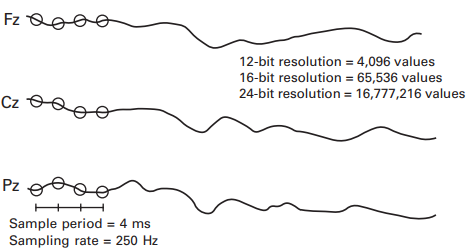 Fz
12-bit resolution = 4,096 values
16-bit resolution = 65,536 values
24-bit resolution = 16,777,216 values
Cz
Pz
Sample period = 4 ms
Sampling rate = 250 Hz